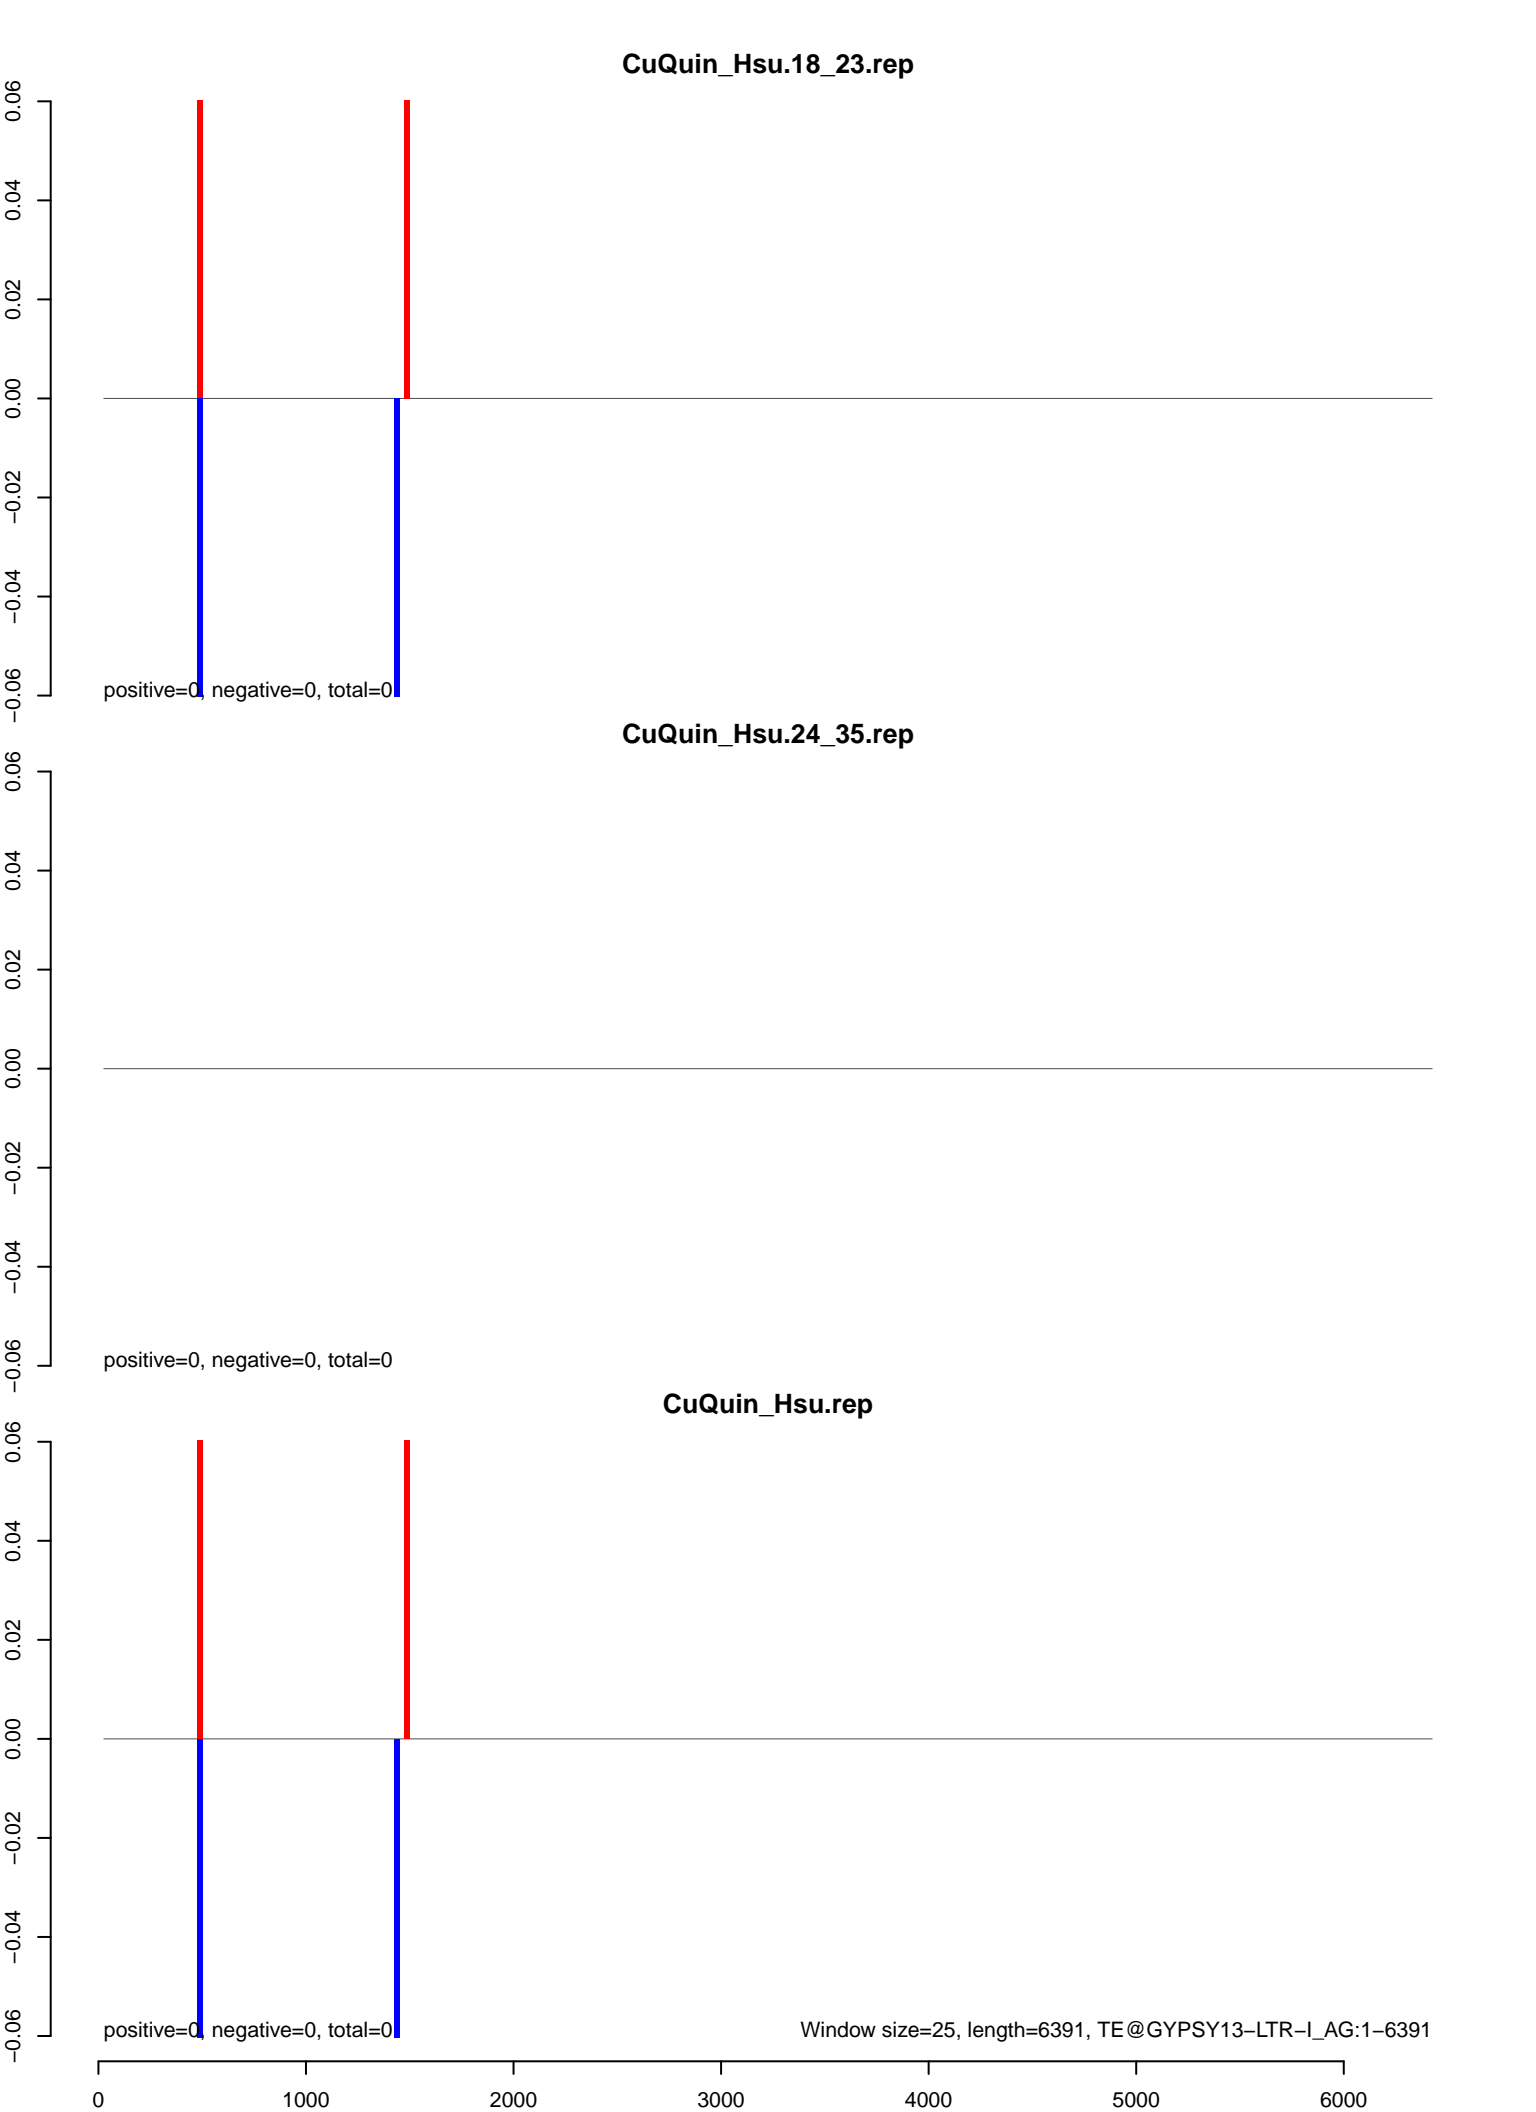 CuQuin_Hsu.18_23.rep
0.06
0.04
0.02
0.00
−0.02
−0.04
−0.06
positive=0, negative=0, total=0
CuQuin_Hsu.24_35.rep
0.06
0.04
0.02
0.00
−0.02
−0.04
−0.06
positive=0, negative=0, total=0
CuQuin_Hsu.rep
0.06
0.04
0.02
0.00
−0.02
−0.04
−0.06
positive=0, negative=0, total=0
Window size=25, length=6391, TE@GYPSY13−LTR−I_AG:1−6391
0 1000 2000 3000 4000 5000 6000